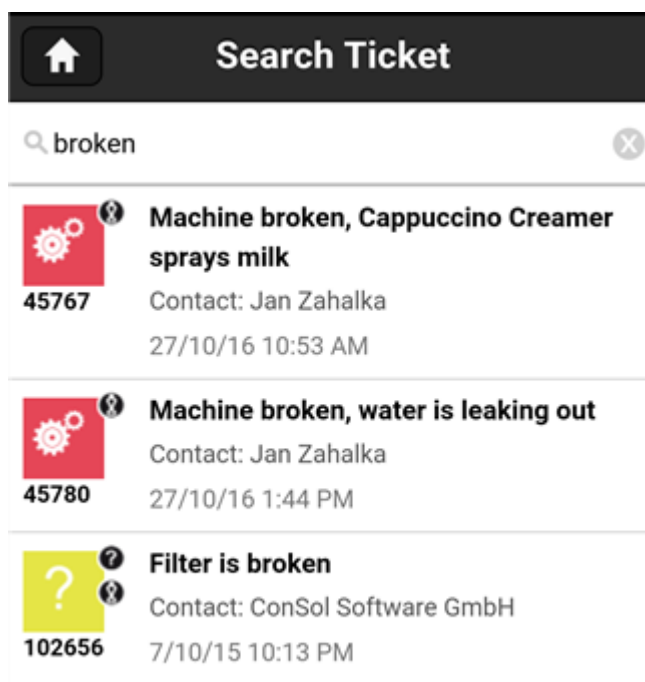 Search Ticket
broken
Machine broken, Cappuccino Creamer
sprays milk
45767
Contact: Jan Zahalka
27/10/16 10:53 AM
Machine broken, water is leaking out
Contact: Jan Zahalka
45780
27/10/16 1:44 PM
?
?
Filter is broken
Contact: ConSol Software GmbH
102656
7/10/15 10:13 PM